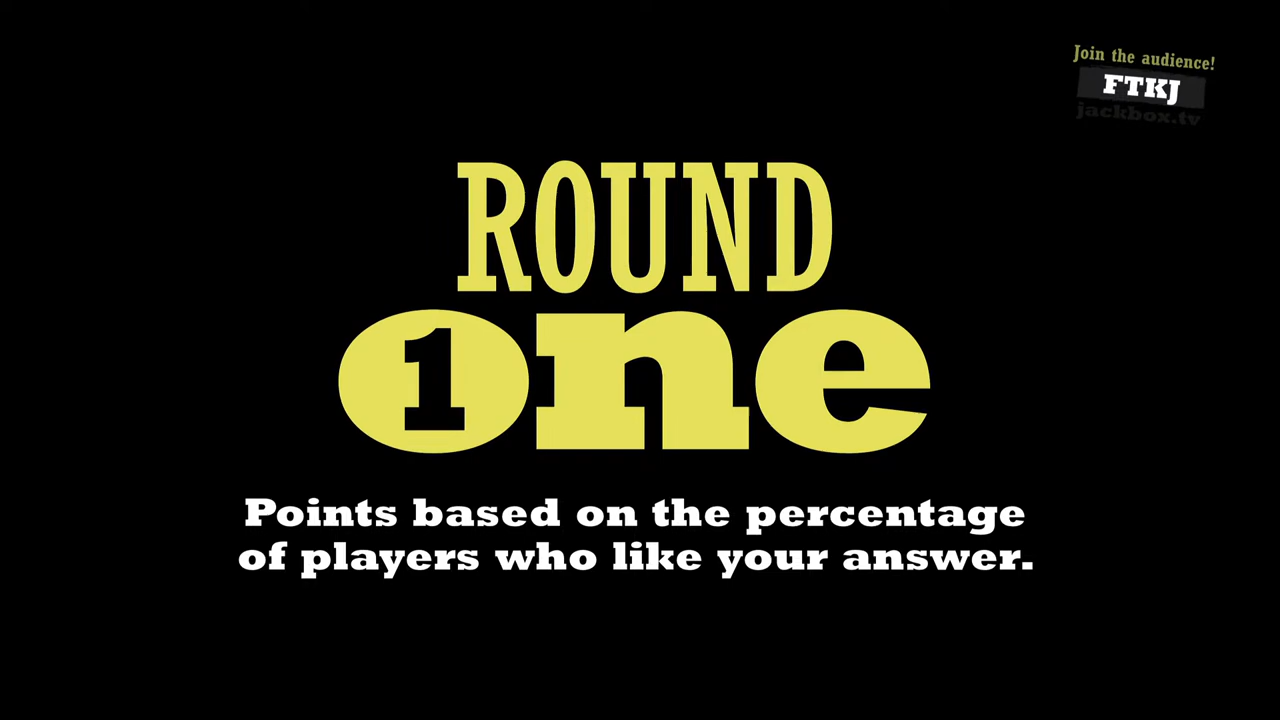 Join the audience!
FTKJ
jackbox.tv
ROUND
1
One
Points based on the percentage
of players who like your answer.